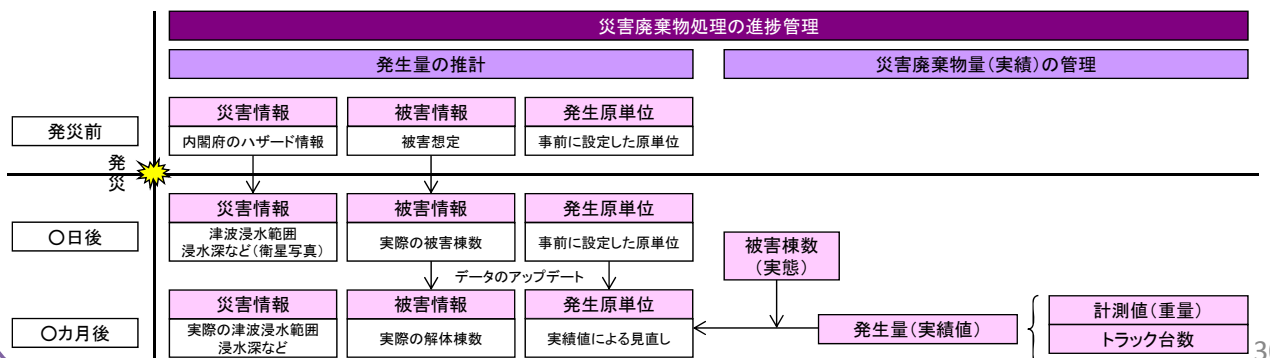 災害廃棄物処理の進捗管理
発生量の推計
災害廃棄物量(実績)の管理
発災前
災害情報
内閣府のハザード情報
被害情報
被害想定
発生原単位
事前に設定した原単位
発災
〇日後
災害情報
津波浸水範囲
浸水深など(衛星写真)
被害情報
実際の被害棟数
発生原単位
事前に設定した原単位
被害棟数
(実態)
データのアップデート
〇カ月後
災害情報
実際の津波浸水範囲
浸水深など
被害情報
実際の解体棟数
発生原単位
実績値による見直し
発生量(実績値)
計測値(重量)
トラック台数